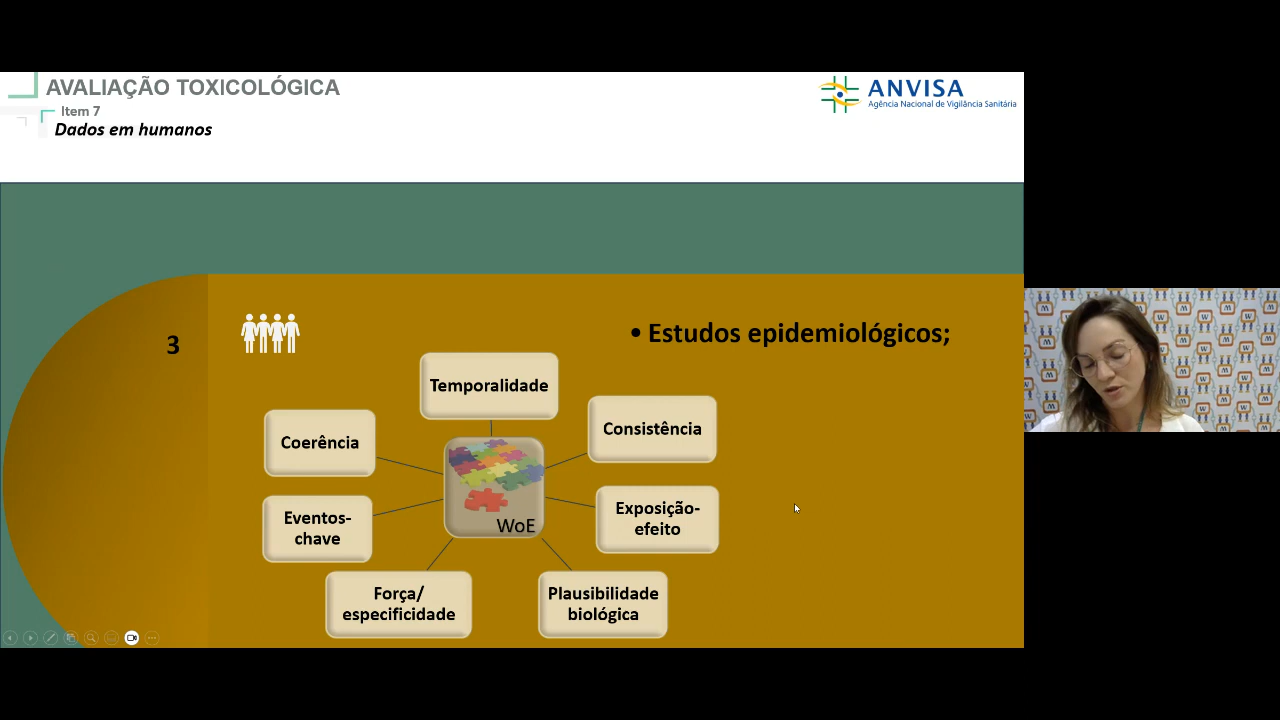 AVALIAÇÃO TOXICOLÓGICA
Item 7
Dados em humanos
ANVISA
Agência Nacional de Vigilância Sanitária
3
• Estudos epidemiológicos;
Temporalidade
Consistência
Coerência
Exposição-
efeito
Eventos-
chave
WoE
Força/
especificidade
Plausibilidade
biológica